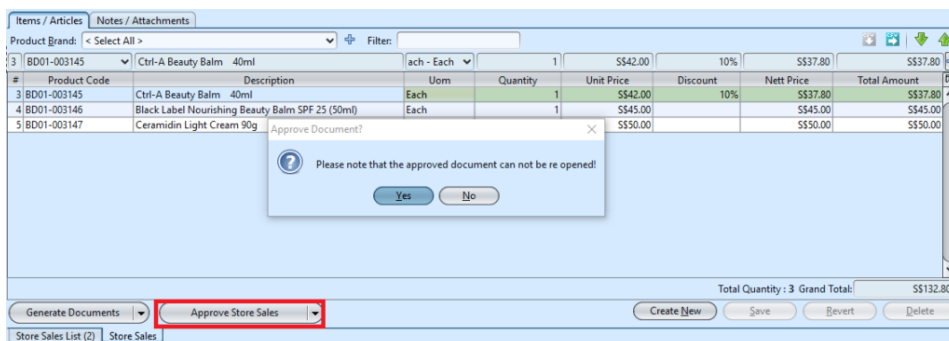 Items / Articles Notes / Attachments
Product Brand: < Select All > Filter:
3 BD01-003145 Ctrl-A Beauty Balm 40ml ach - Each 1 S$42.00 10% S$37.80 S$37.80
# Product Code Description Uom Quantity Unit Price Discount Nett Price Total Amount
3 BD01-003145 Ctrl-A Beauty Balm 40ml Each 1 S$42.00 10% S$37.80 S$37.80
4 BD01-003146 Black Label Nourishing Beauty Balm SPF 25 (50ml) Each 1 S$45.00 S$45.00 S$45.00
5 BD01-003147 Ceramidin Light Cream 90g S$50.00 S$50.00 S$50.00
Approve Document?
Please note that the approved document can not be re opened!
Yes No
Total Quantity : 3 Grand Total: S$132.80
Generate Documents Approve Store Sales Create New Save Revert Delete
Store Sales List (2) Store Sales